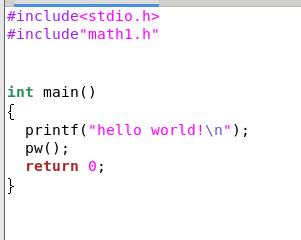 #include<stdio.h>
#include"math1.h"
int main()
{
  printf("hello world!\n");
  pw();
  return 0;
}